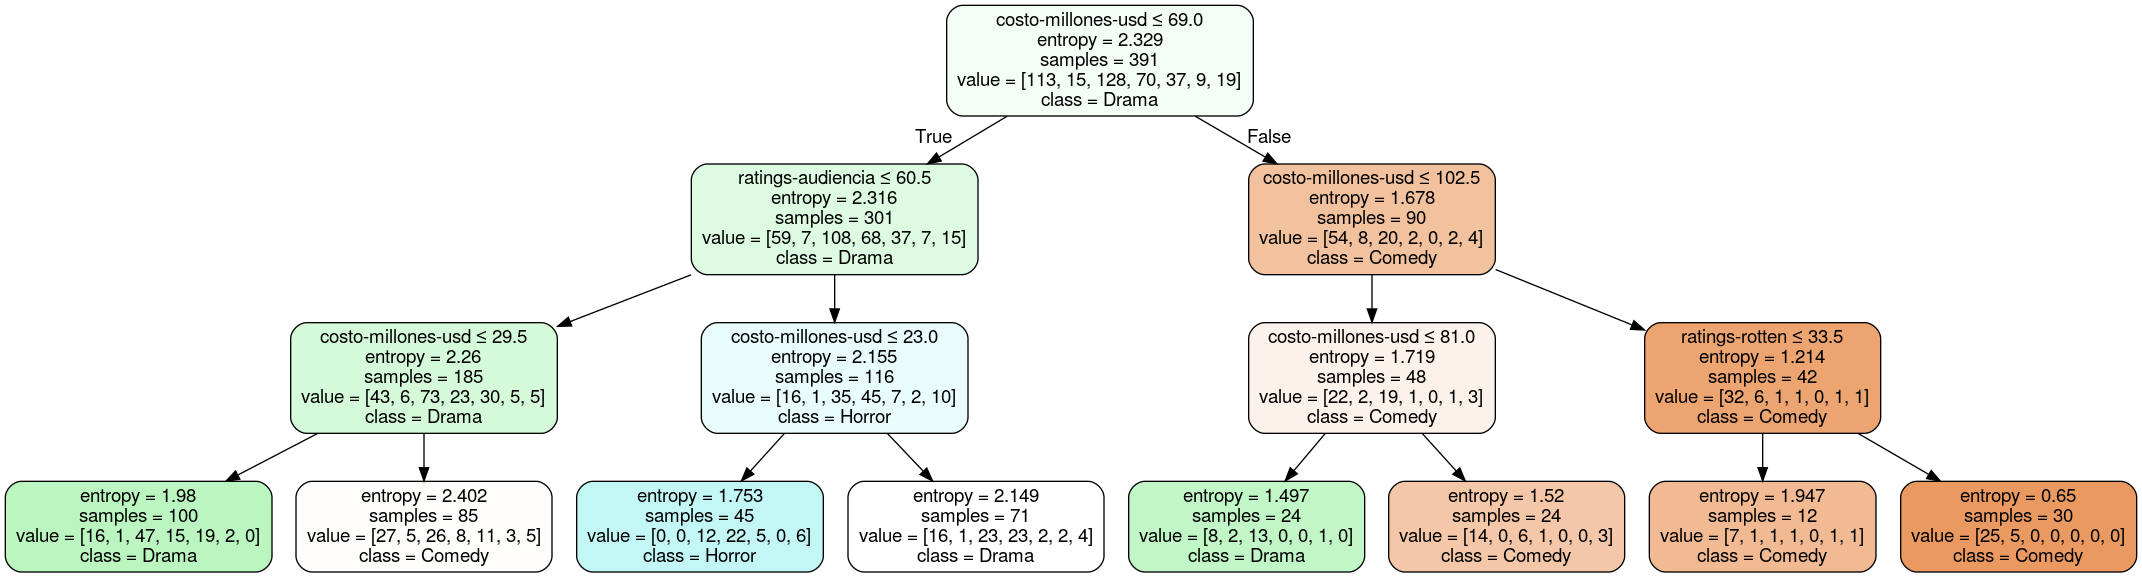 costo-millones-usd ≤ 69.0
entropy = 2.329
samples = 391
value = [113, 15, 128, 70, 37, 9, 19]
class = Drama
True
False
ratings-audiencia ≤ 60.5
entropy = 2.316
samples = 301
value = [59, 7, 108, 68, 37, 7, 15]
class = Drama
costo-millones-usd ≤ 102.5
entropy = 1.678
samples = 90
value = [54, 8, 20, 2, 0, 2, 4]
class = Comedy
costo-millones-usd ≤ 29.5
entropy = 2.26
samples = 185
value = [43, 6, 73, 23, 30, 5, 5]
class = Drama
costo-millones-usd ≤ 23.0
entropy = 2.155
samples = 116
value = [16, 1, 35, 45, 7, 2, 10]
class = Horror
costo-millones-usd ≤ 81.0
entropy = 1.719
samples = 48
value = [22, 2, 19, 1, 0, 1, 3]
class = Comedy
ratings-rotten ≤ 33.5
entropy = 1.214
samples = 42
value = [32, 6, 1, 1, 0, 1, 1]
class = Comedy
entropy = 1.98
samples = 100
value = [16, 1, 47, 15, 19, 2, 0]
class = Drama
entropy = 2.402
samples = 85
value = [27, 5, 26, 8, 11, 3, 5]
class = Comedy
entropy = 1.753
samples = 45
value = [0, 0, 12, 22, 5, 0, 6]
class = Horror
entropy = 2.149
samples = 71
value = [16, 1, 23, 23, 2, 2, 4]
class = Drama
entropy = 1.497
samples = 24
value = [8, 2, 13, 0, 0, 1, 0]
class = Drama
entropy = 1.52
samples = 24
value = [14, 0, 6, 1, 0, 0, 3]
class = Comedy
entropy = 1.947
samples = 12
value = [7, 1, 1, 1, 0, 1, 1]
class = Comedy
entropy = 0.65
samples = 30
value = [25, 5, 0, 0, 0, 0, 0]
class = Comedy